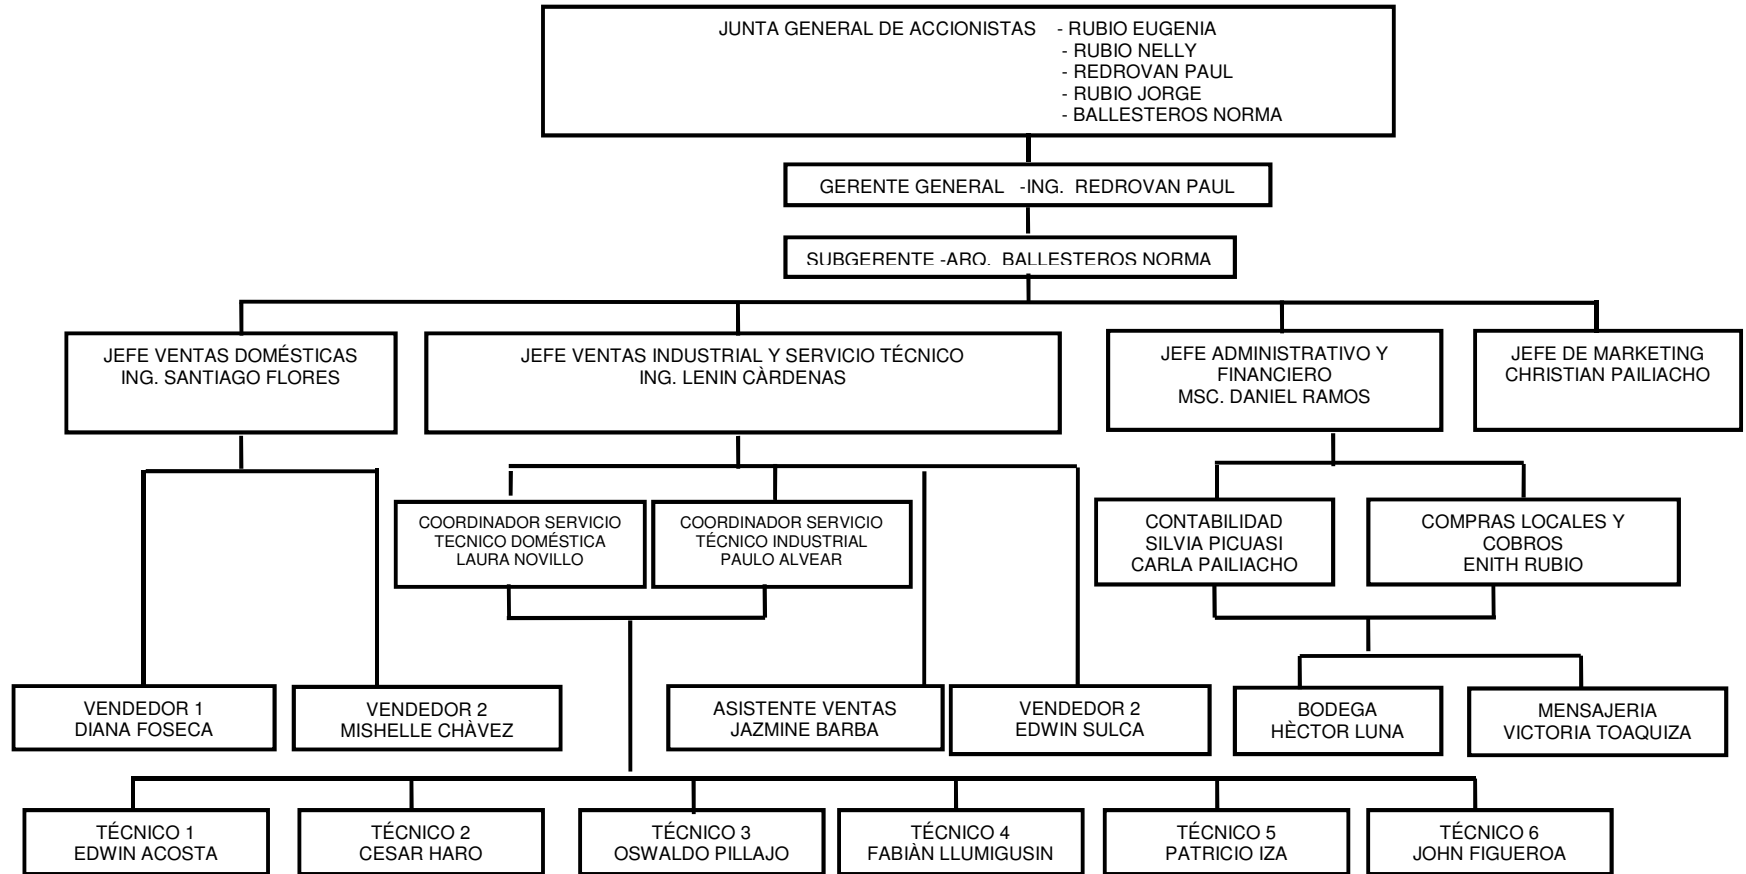 JUNTA GENERAL DE ACCIONISTAS - RUBIO EUGENIA
- RUBIO NELLY
- REDROVAN PAUL
- RUBIO JORGE
- BALLESTEROS NORMA
GERENTE GENERAL -ING. REDROVAN PAUL
SUBGERENTE -ARQ. BALLESTEROS NORMA
JEFE VENTAS DOMÉSTICAS
ING. SANTIAGO FLORES
JEFE VENTAS INDUSTRIAL Y SERVICIO TÉCNICO
ING. LENIN CÀRDENAS
JEFE ADMINISTRATIVO Y
FINANCIERO
MSC. DANIEL RAMOS
JEFE DE MARKETING
CHRISTIAN PAILIACHO
COORDINADOR SERVICIO
TECNICO DOMÉSTICA
LAURA NOVILLO
COORDINADOR SERVICIO
TÉCNICO INDUSTRIAL
PAULO ALVEAR
CONTABILIDAD
SILVIA PICUASI
CARLA PAILIACHO
COMPRAS LOCALES Y
COBROS
ENITH RUBIO
VENDEDOR 1
DIANA FOSECA
VENDEDOR 2
MISHELLE CHÀVEZ
ASISTENTE VENTAS
JAZMINE BARBA
VENDEDOR 2
EDWIN SULCA
BODEGA
HÈCTOR LUNA
MENSAJERIA
VICTORIA TOAQUIZA
TÉCNICO 1
EDWIN ACOSTA
TÉCNICO 2
CESAR HARO
TÉCNICO 3
OSWALDO PILLAJO
TÉCNICO 4
FABIÀN LLUMIGUSIN
TÉCNICO 5
PATRICIO IZA
TÉCNICO 6
JOHN FIGUEROA